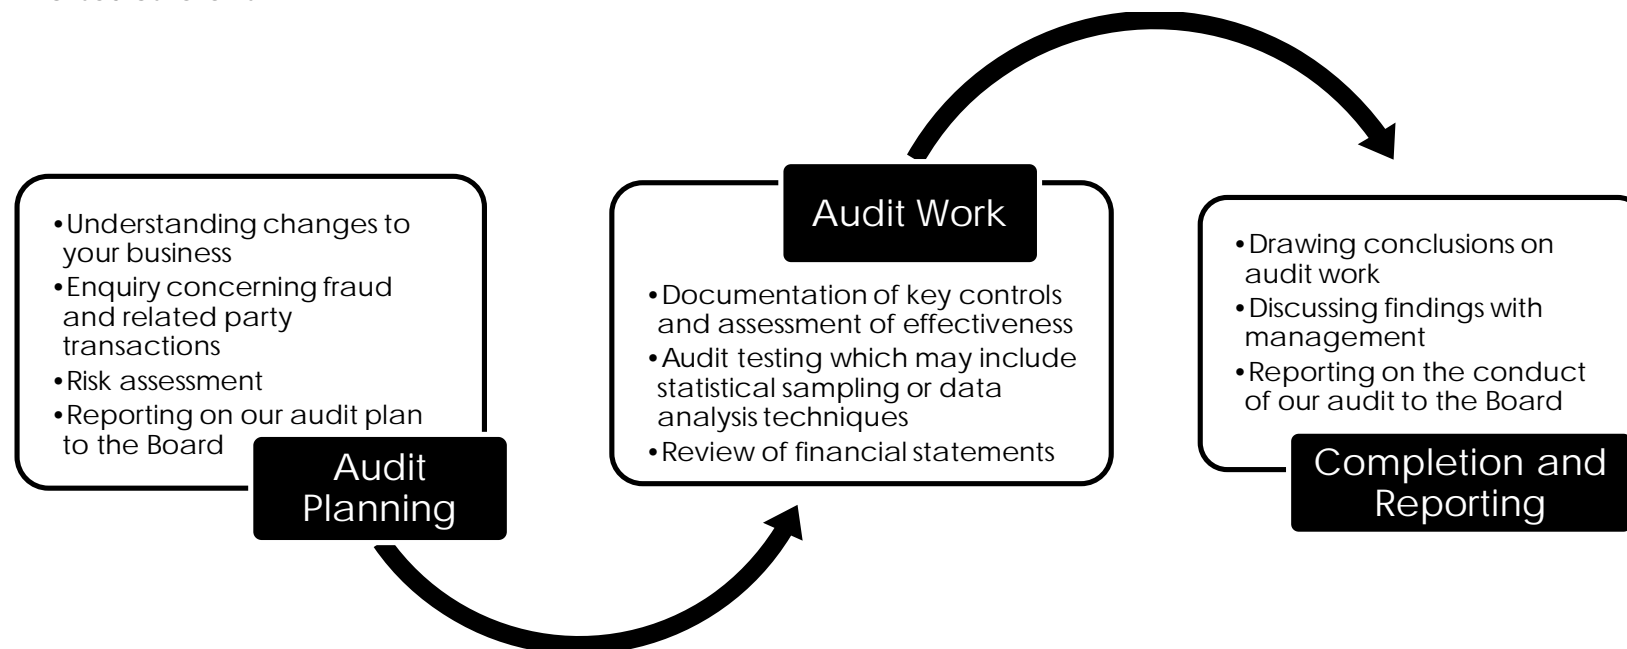 •Understanding changes to
your business
•Enquiry concerning fraud
and related party
transactions
•Risk assessment
•Reporting on our audit plan
to the Board
Audit
Planning
Audit Work
•Documentation of key controls
and assessment of effectiveness
•Audit testing which may include
statistical sampling or data
analysis techniques
•Review of financial statements
•Drawing conclusions on
audit work
•Discussing findings with
management
•Reporting on the conduct
of our audit to the Board
Completion and
Reporting